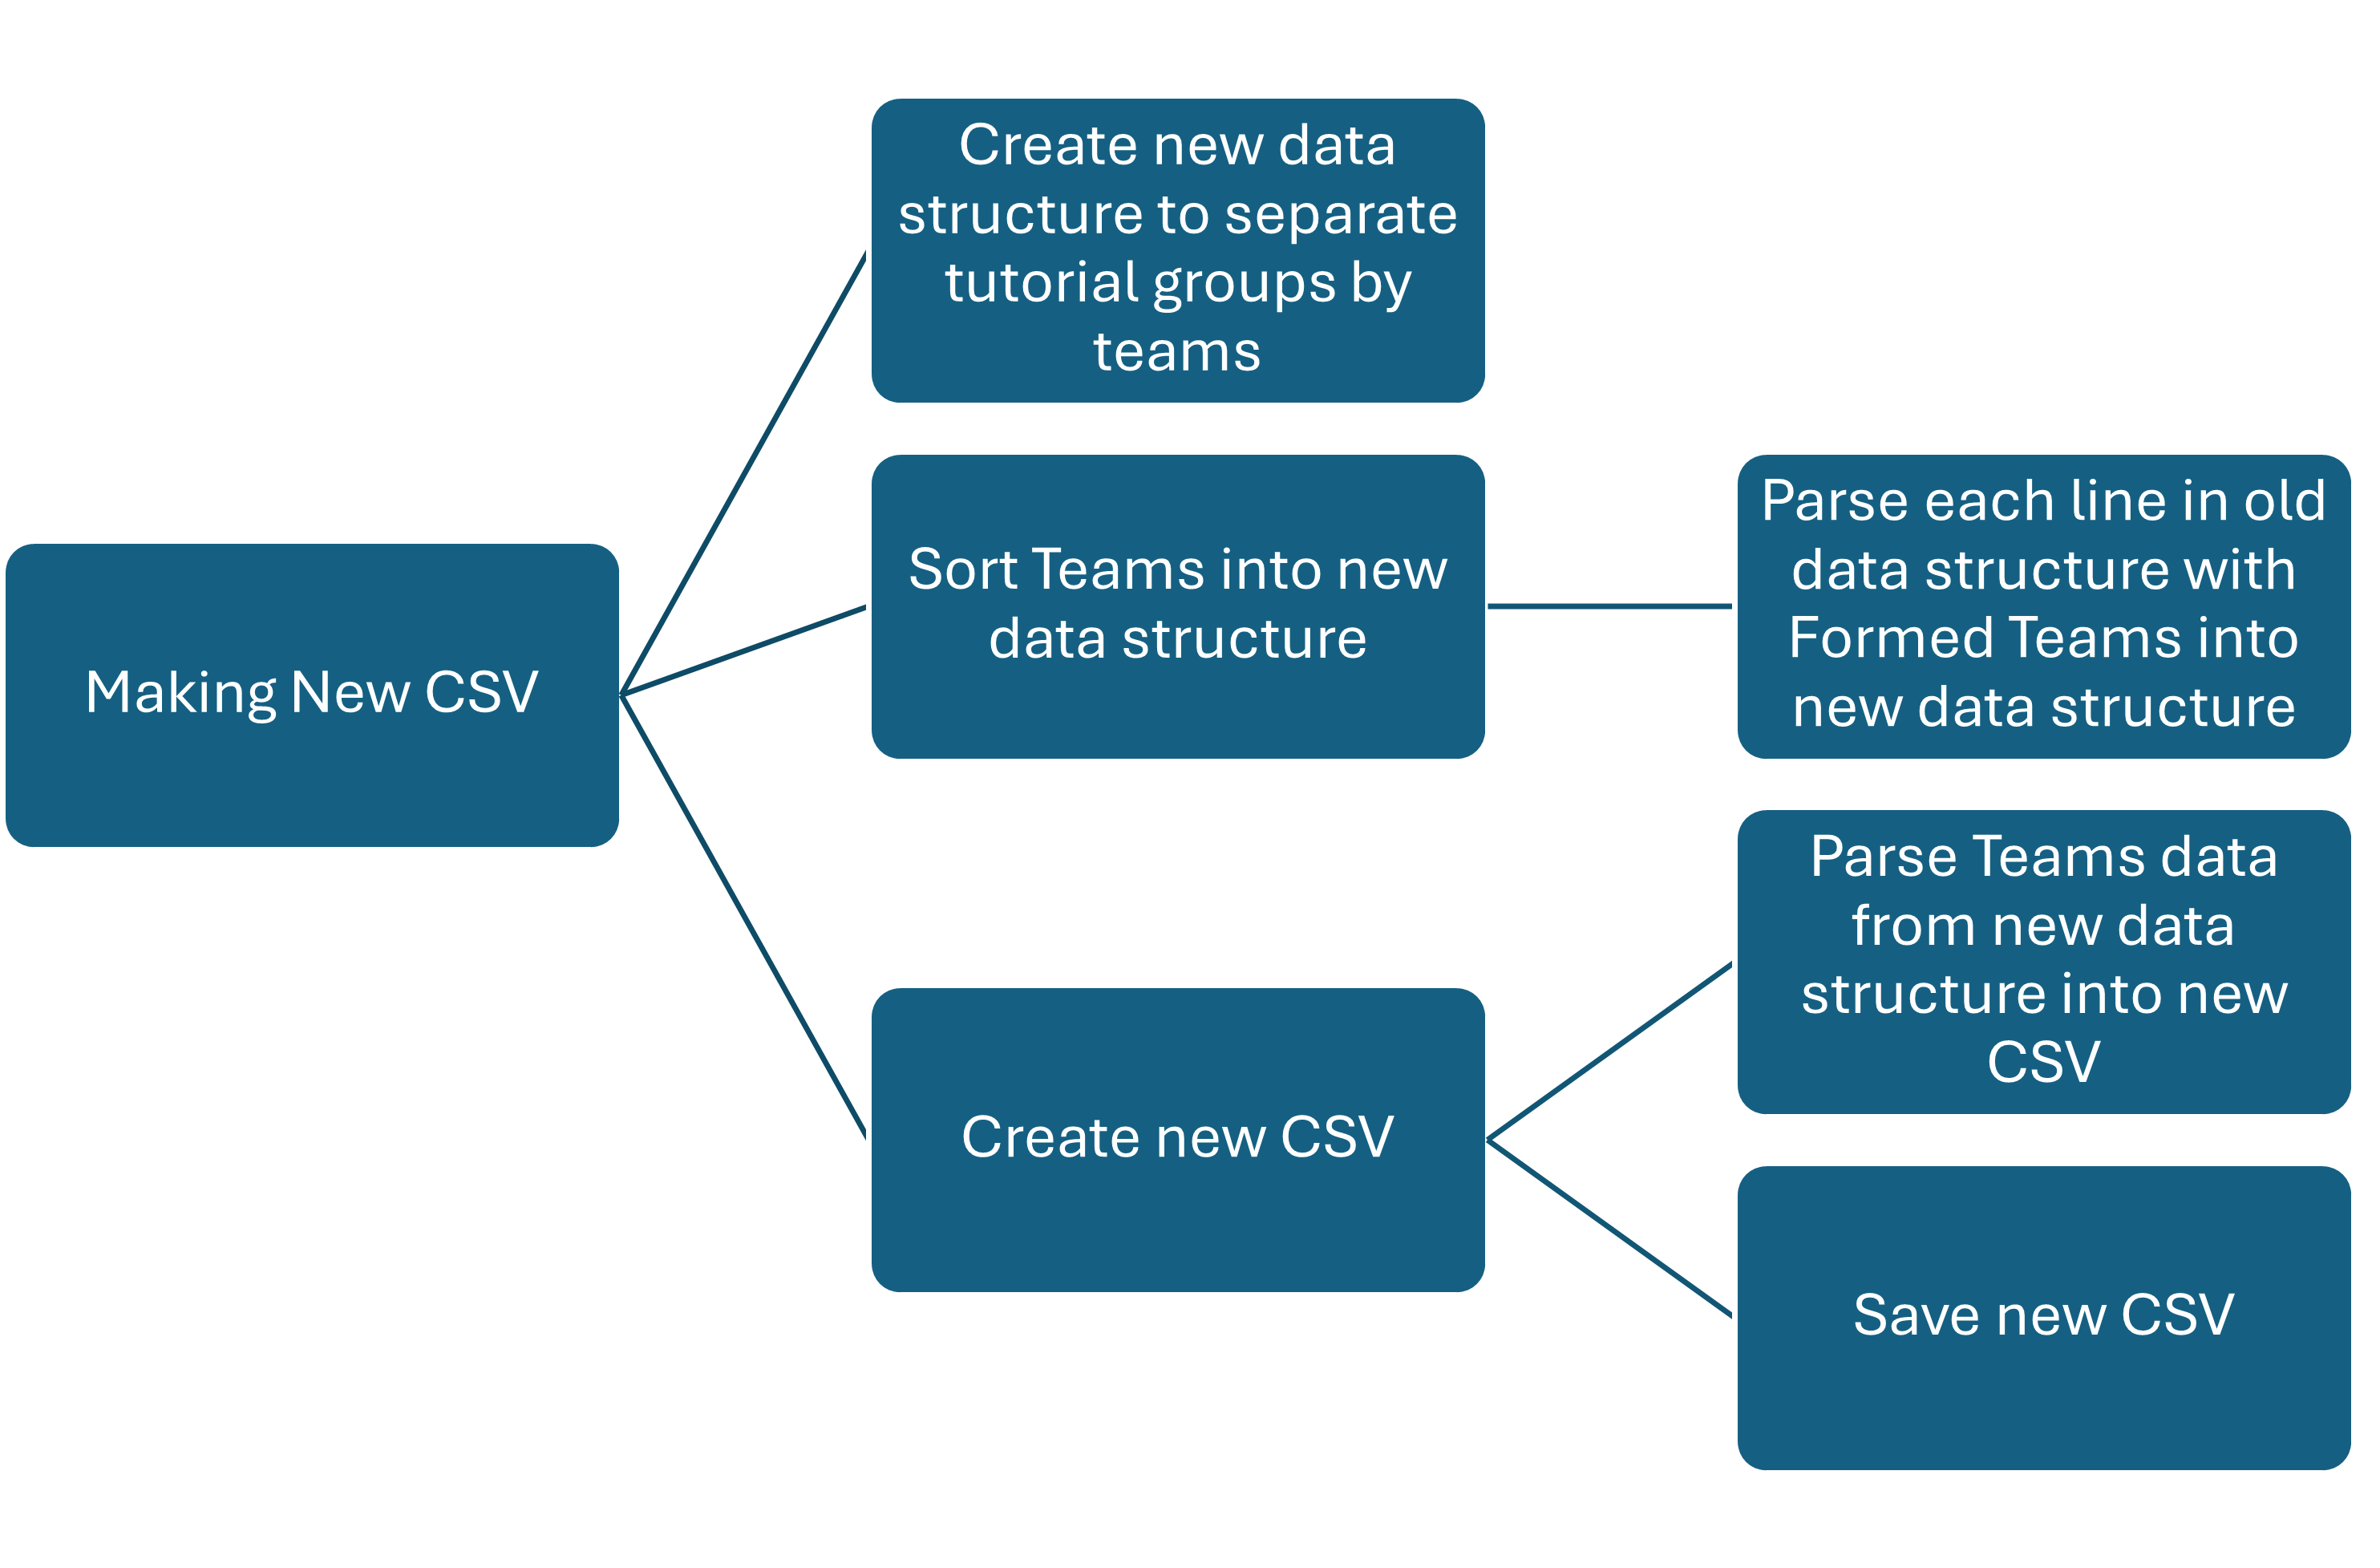 Making New CSV
Create new data
structure to separate
tutorial groups by
teams
Sort Teams into new
data structure
Parse each line in old
data structure with
Formed Teams into
new data structure
Create new CSV
Parse Teams data
from new data
structure into new
CSV
Save new CSV